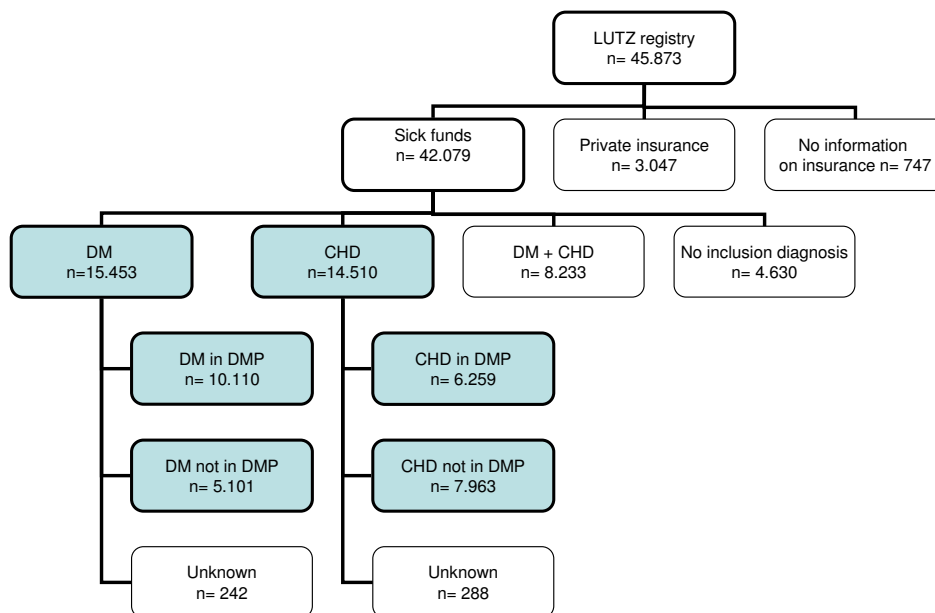 LUTZ registry
n= 45.873
Sick funds
n= 42.079
Private insurance
n= 3.047
No information
on insurance n= 747
DM
n=15.453
CHD
n=14.510
DM + CHD
n= 8.233
No inclusion diagnosis
n= 4.630
DM in DMP
n= 10.110
CHD in DMP
n= 6.259
DM not in DMP
n= 5.101
CHD not in DMP
n= 7.963
Unknown
n= 242
Unknown
n= 288